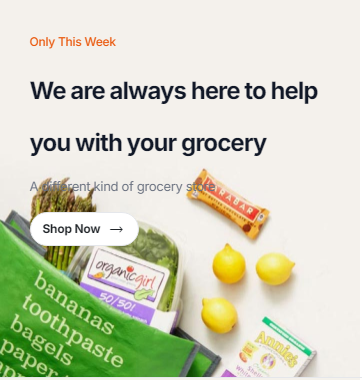 Only This Week
We are always here to help
you with your grocery
A different kind of grocery store
Shop Now
LÄRABAR
organicgirl
50/50!
bananas
toothpaste
bagels
paper
Annie's